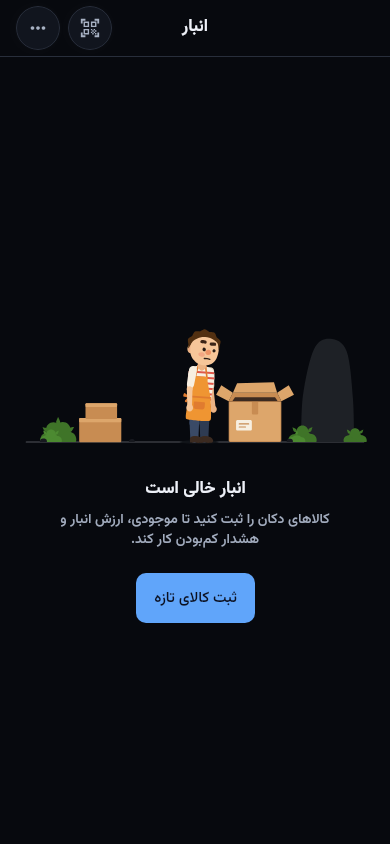 انبار
انبار خالی است
کالاهای دکان را ثبت کنید تا موجودی، ارزش انبار و
هشدار کم‌بودن کار کند.
ثبت کالای تازه